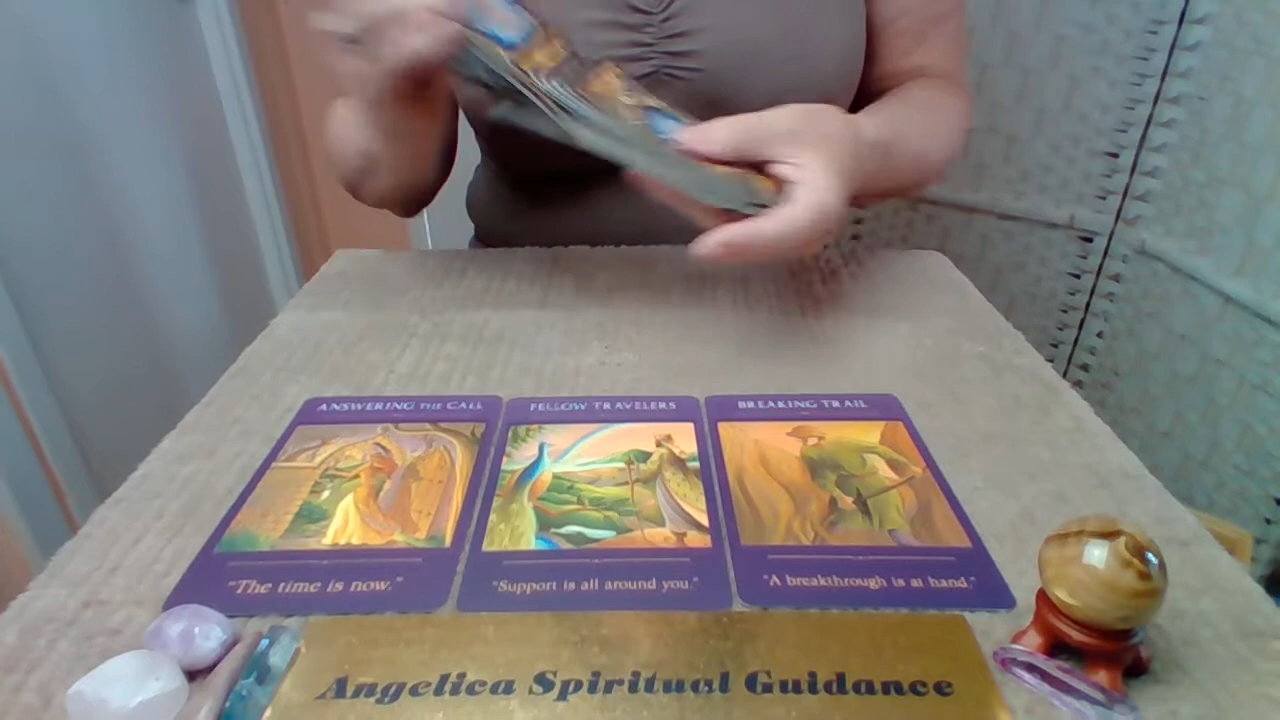 ANSWERING THE CALL
"The time is now."
FELLOW TRAVELERS
"Support is all around you."
BREAKING TRAIL
"A breakthrough is at hand."
Angelica Spiritual Guidance